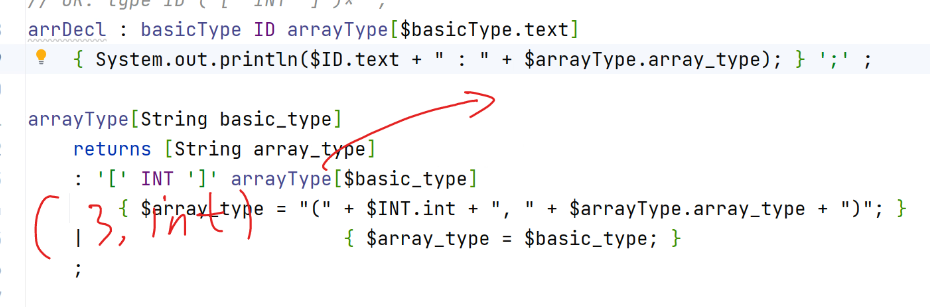 // OR: type ID ('[' INT ']')* ;
arrDecl : basicType ID arrayType[$basicType.text]
{ System.out.println($ID.text + " : " + $arrayType.array_type); } ';' ;
arrayType[String basic_type]
returns [String array_type]
: '[' INT ']' arrayType[$basic_type]
{ $array_type = "(" + $INT.int + ", " + $arrayType.array_type + ")"; }
(3, int)
| { $array_type = $basic_type; }
;